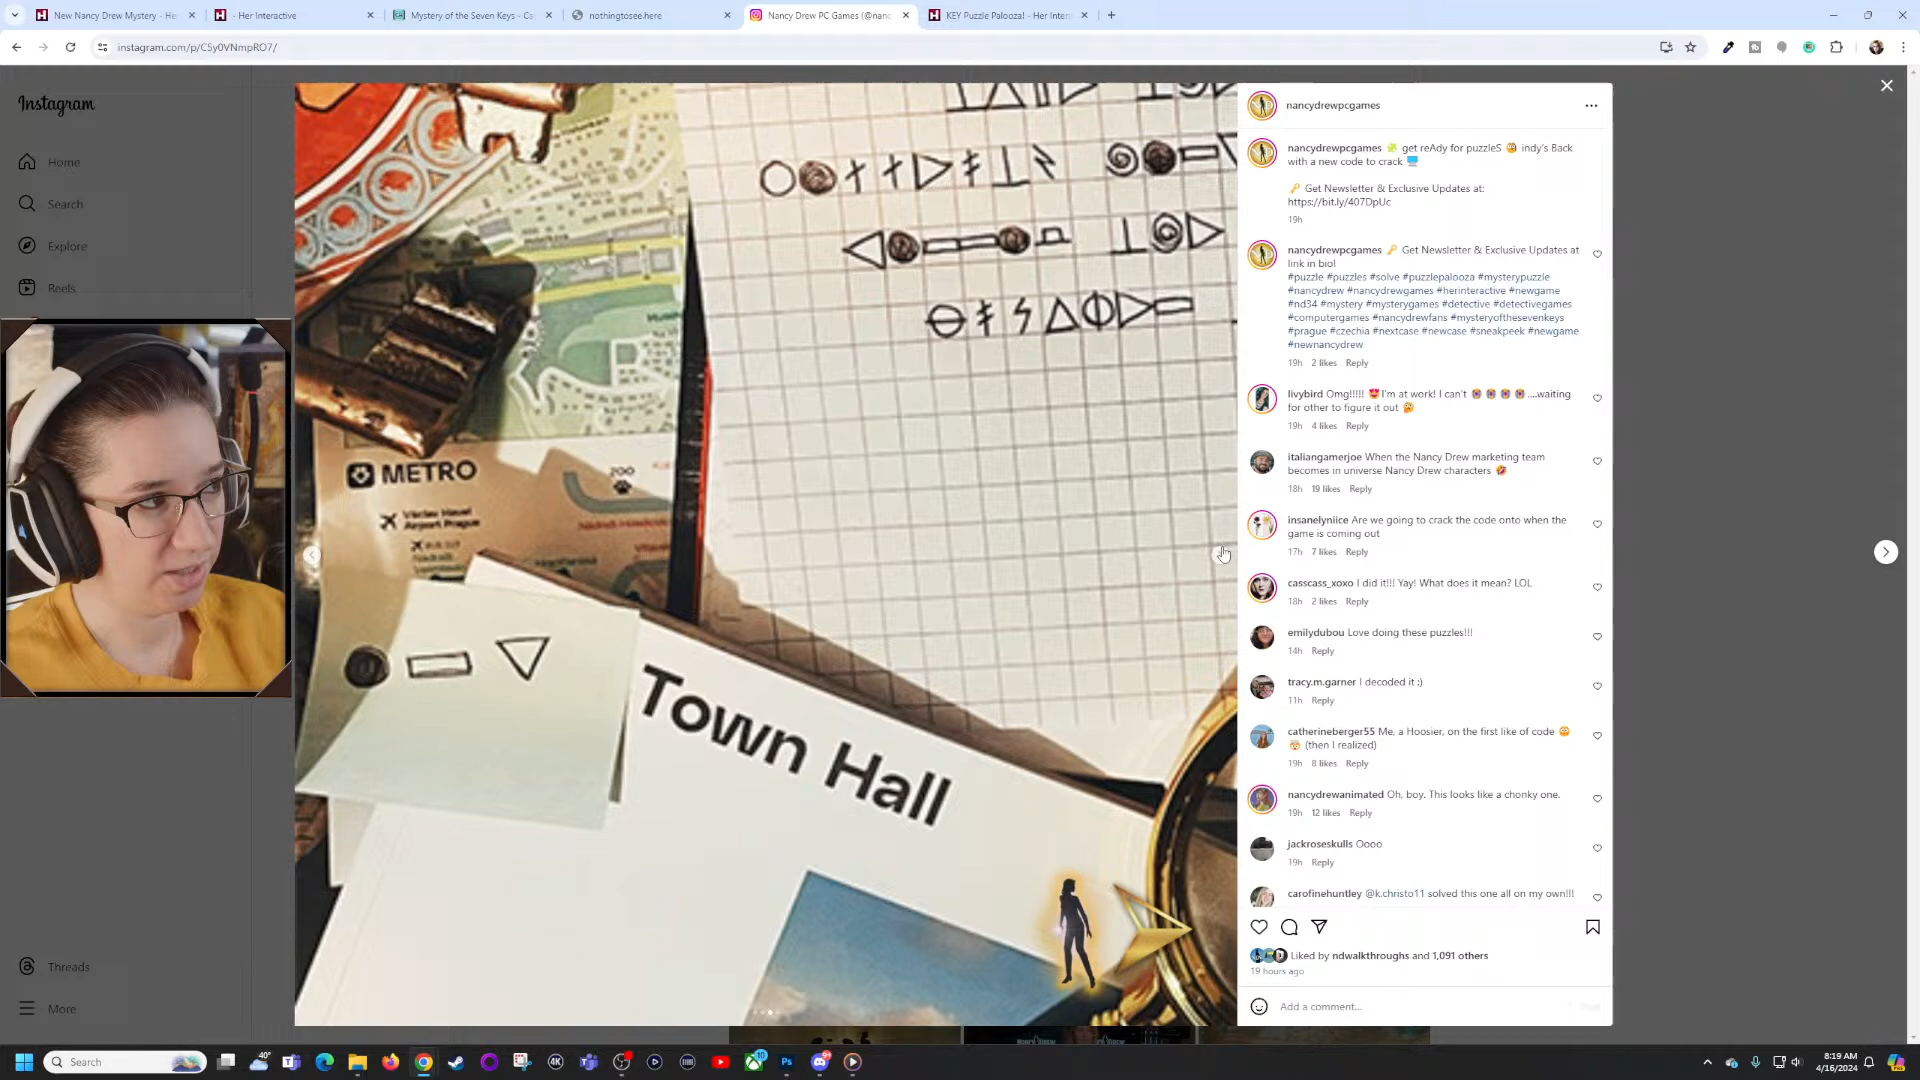 New Nancy Drew Mystery - He
- Her Interactive
Mystery of the Seven Keys - Ca
nothingtosee.here
Nancy Drew PC Games (@nanc
KEY Puzzle Palooza! - Her Inter
instagram.com/p/C5y0VNmpRO7/
Instagram
Home
Search
Explore
Reels
Threads
More
METRO
ZOO
Václav Havel
Airport Prague
Town Hall
nancydrewpcgames
nancydrewpcgames 🧩 get reAdy for puzzleS 😳 indy's Back
with a new code to crack 🖥️
🔑 Get Newsletter & Exclusive Updates at:
https://bit.ly/407DpUc
19h
nancydrewpcgames 🔑 Get Newsletter & Exclusive Updates at
link in bio!
#puzzle #puzzles #solve #puzzlepalooza #mysterypuzzle
#nancydrew #nancydrewgames #herinteractive #newgame
#nd34 #mystery #mysterygames #detective #detectivegames
#computergames #nancydrewfans #mysteryofthesevenkeys
#prague #czechia #nextcase #newcase #sneakpeek #newgame
#newnancydrew
19h 2 likes Reply
livybird Omg!!!!! 😍I'm at work! I can't 😭 😭 😭 😭 ....waiting
for other to figure it out 🤔
19h 4 likes Reply
italiangamerjoe When the Nancy Drew marketing team
becomes in universe Nancy Drew characters 🤣
18h 19 likes Reply
insanelyniice Are we going to crack the code onto when the
game is coming out
17h 7 likes Reply
casscass_xoxo I did it!!! Yay! What does it mean? LOL
18h 2 likes Reply
emilydubou Love doing these puzzles!!!
14h Reply
tracy.m.garner I decoded it :)
11h Reply
catherineberger55 Me, a Hoosier, on the first like of code 😳
🤯 (then I realized)
19h 8 likes Reply
nancydrewanimated Oh, boy. This looks like a chonky one.
19h 12 likes Reply
jackroseskulls Oooo
19h Reply
carofinehuntley @k.christo11 solved this one all on my own!!!
Liked by ndwalkthroughs and 1,091 others
19 hours ago
Add a comment...
Search
40°
10
8:19 AM
4/16/2024